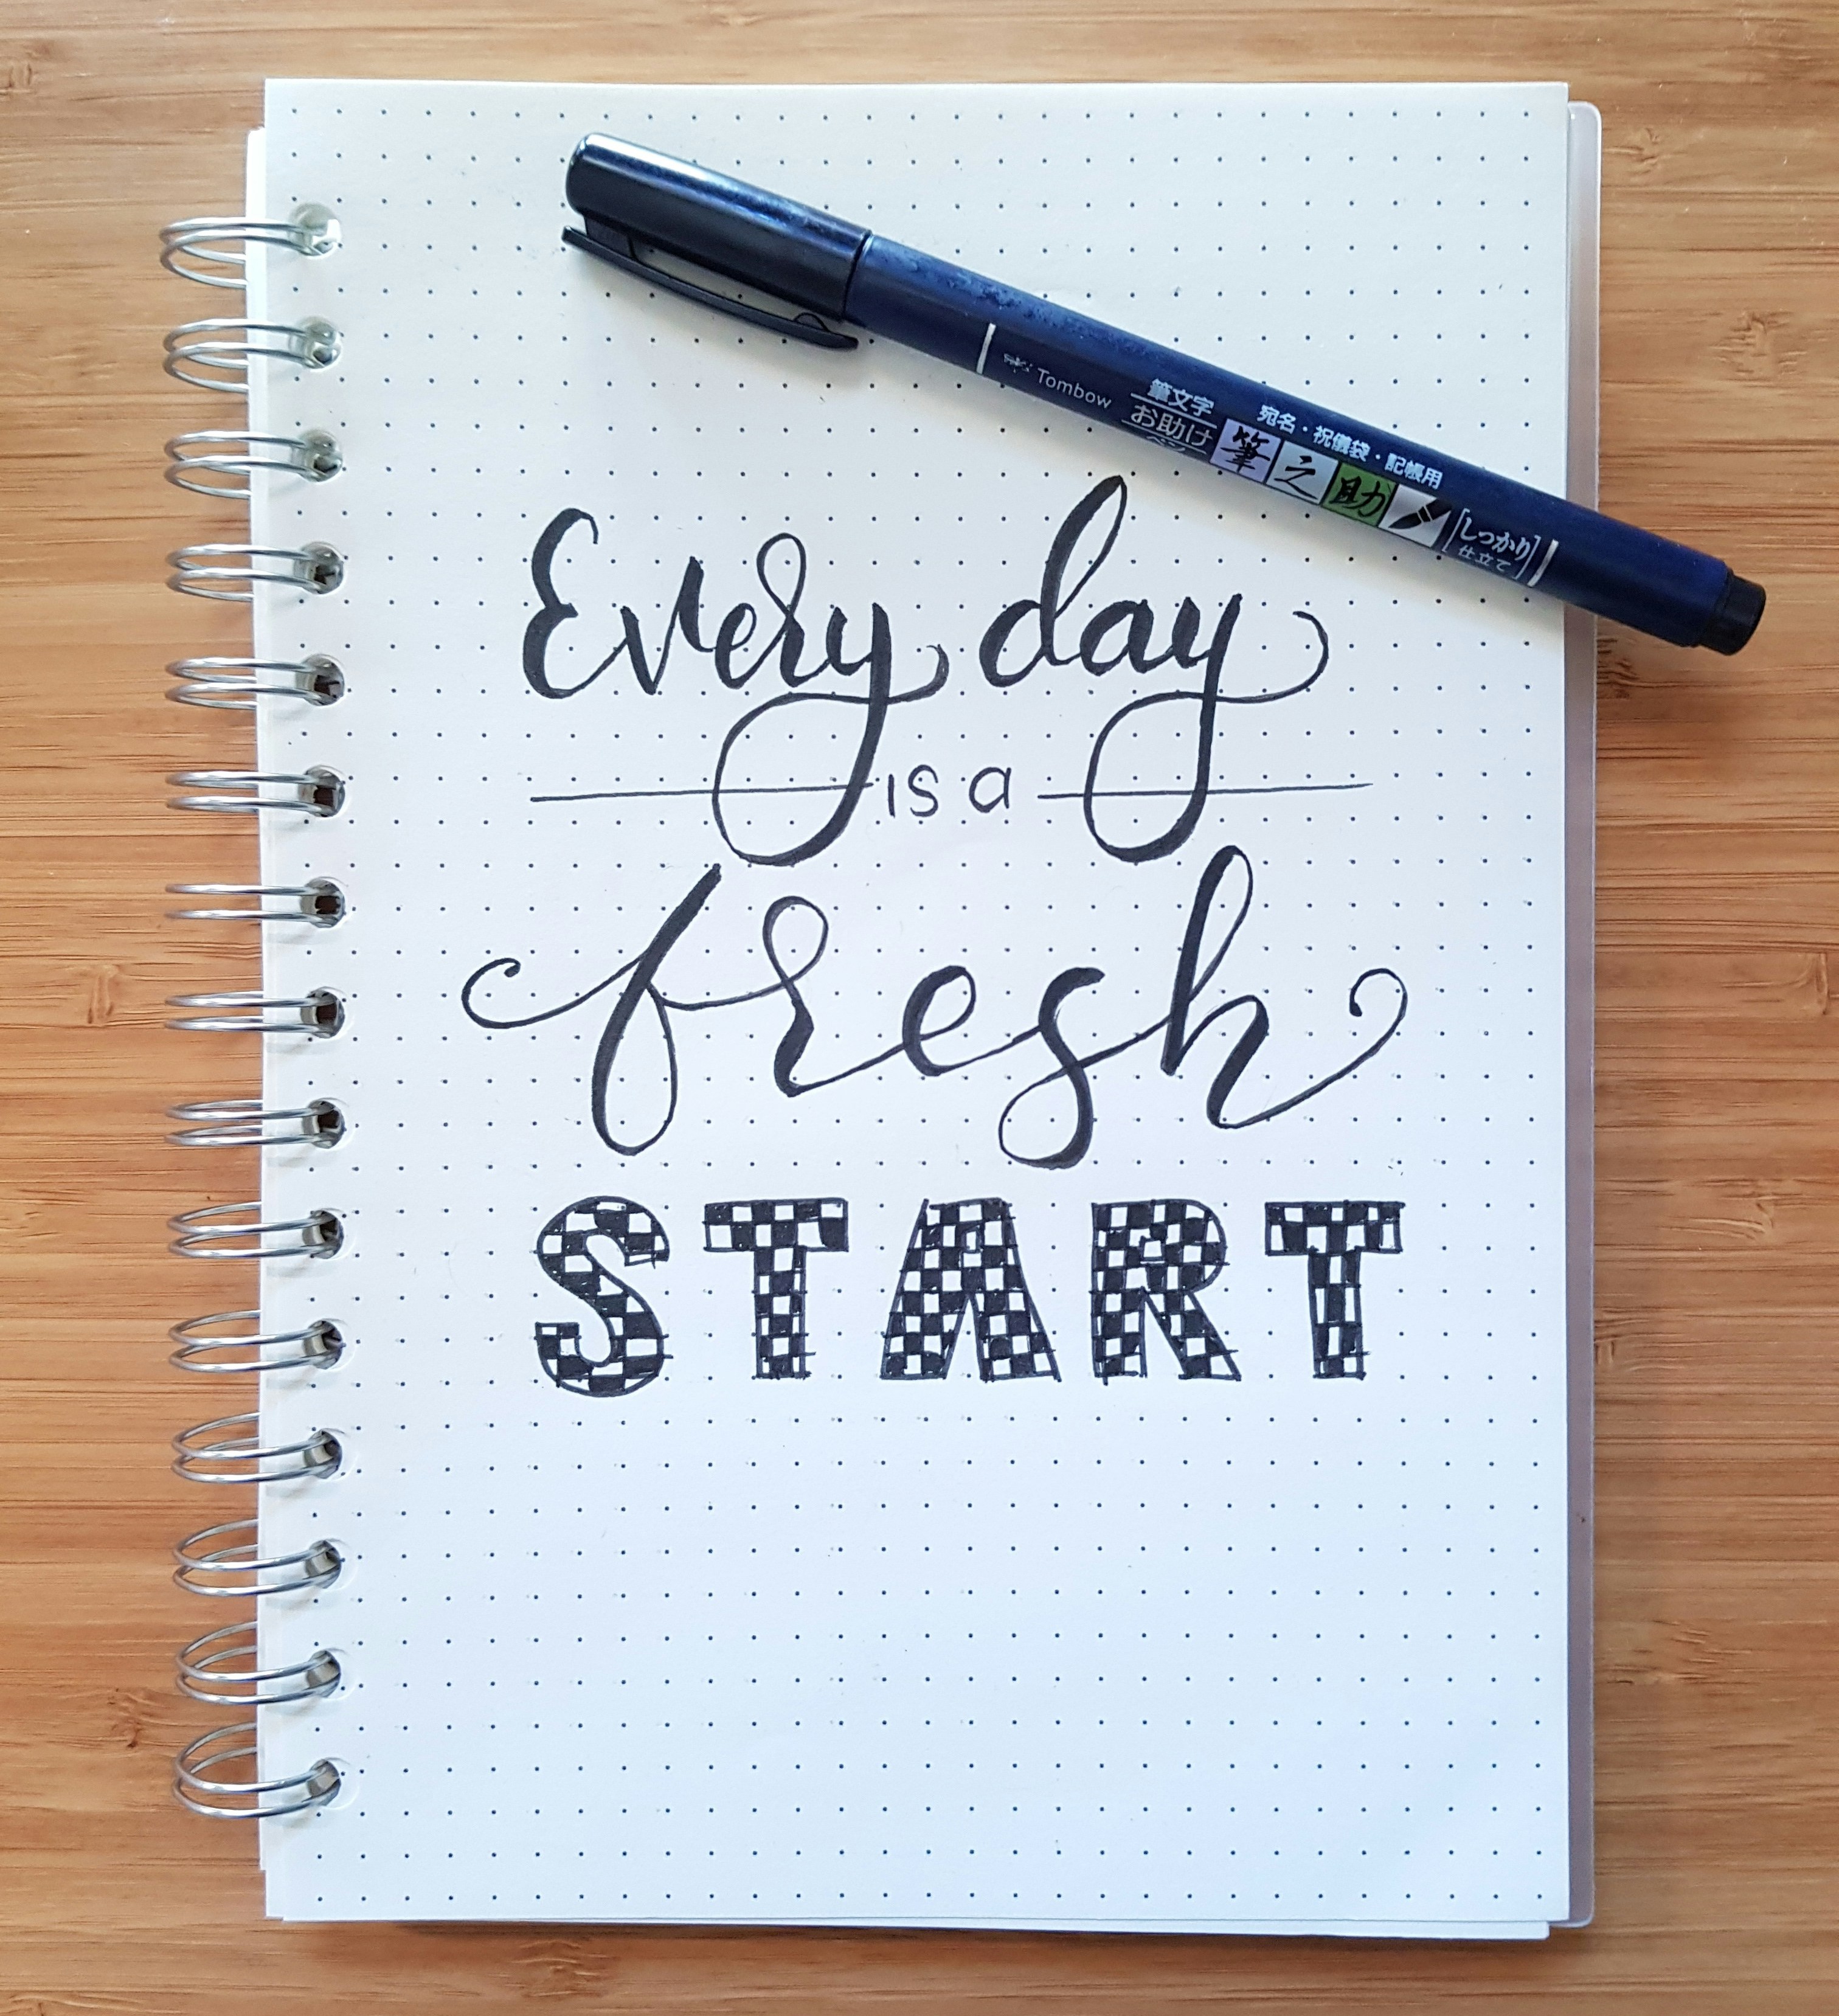 Tombow
筆文字
お助け
ペン
宛名・祝儀袋・記帳用
筆之助
[しっかり]
仕立て
Every day
is a
fresh
START